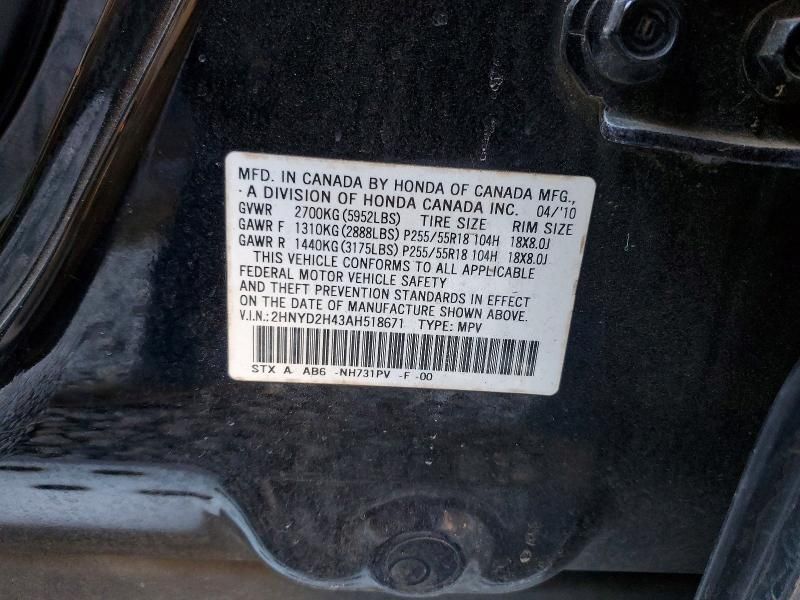 MFD. IN CANADA BY HONDA OF CANADA MFG.,
A DIVISION OF HONDA CANADA INC. 04/'10
GVWR 2700KG(5952LBS) TIRE SIZE RIM SIZE
GAWR F 1310KG(2888LBS) P255/55R18 104H 18X8.0J
GAWR R 1440KG(3175LBS) P255/55R18 104H 18X8.0J
THIS VEHICLE CONFORMS TO ALL APPLICABLE
FEDERAL MOTOR VEHICLE SAFETY
AND THEFT PREVENTION STANDARDS IN EFFECT
ON THE DATE OF MANUFACTURE SHOWN ABOVE.
V.I.N.:2HNYD2H43AH518671 TYPE: MPV
STX A AB6 -NH731PV -F -00